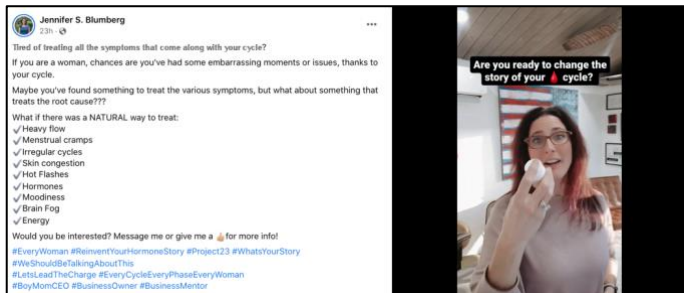 Jennifer S. Blumberg
23h ·
Tired of treating all the symptoms that come along with your cycle?
If you are a woman, chances are you've had some embarrassing moments or issues, thanks to
your cycle.
Maybe you've found something to treat the various symptoms, but what about something that
treats the root cause???
What if there was a NATURAL way to treat:
✓Heavy flow
✓Menstrual cramps
✓Irregular cycles
✓Skin congestion
✓Hot Flashes
✓Hormones
✓Moodiness
✓Brain Fog
✓Energy
Would you be interested? Message me or give me a 👍🏼for more info!
#EveryWoman #ReinventYourHormoneStory #Project23 #WhatsYourStory
#WeShouldBeTalkingAboutThis
#LetsLeadTheCharge #EveryCycleEveryPhaseEveryWoman
#BoyMomCEO #BusinessOwner #BusinessMentor
Are you ready to change the
story of your 🩸 cycle?